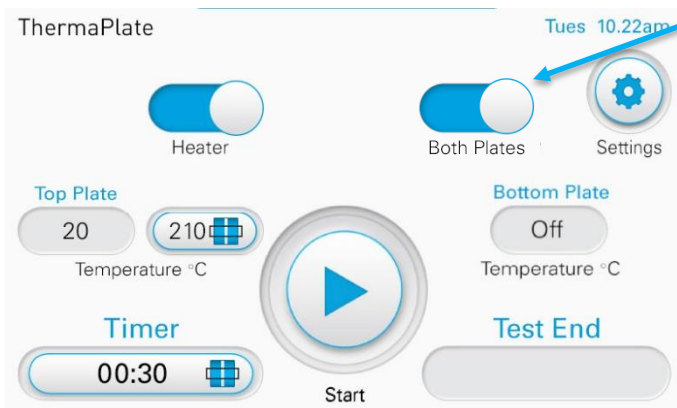 ThermaPlate
Tues 10.22am
Heater
Both Plates
Settings
Top Plate
Bottom Plate
20
210
Off
Temperature °C
Temperature °C
Timer
Test End
00:30
Start